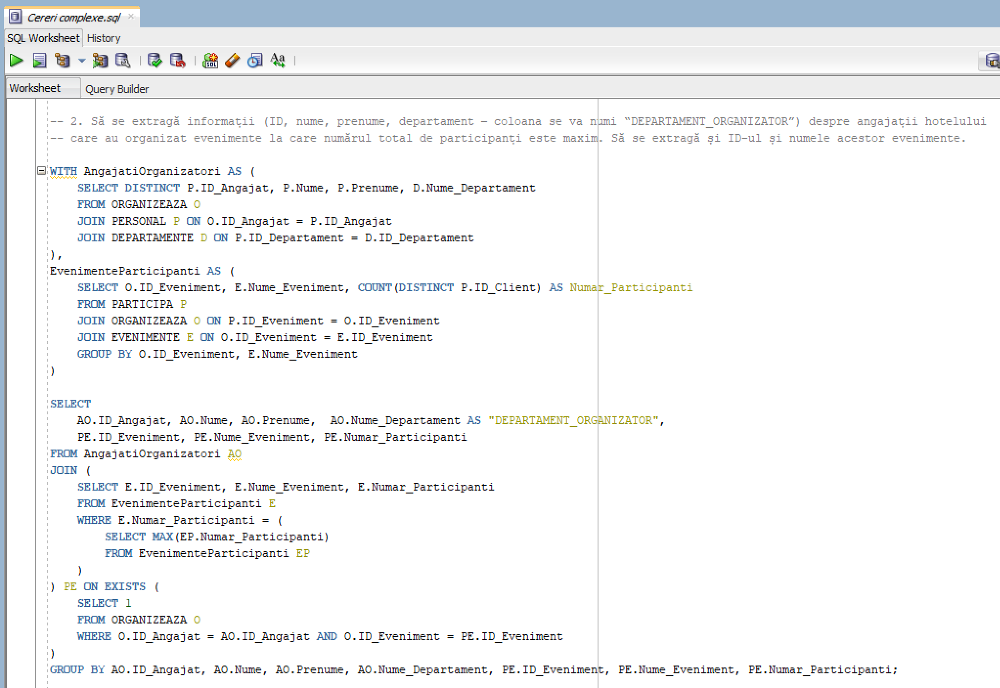 Cereri complexe.sql
SQL Worksheet History
SQL
Aa
Worksheet Query Builder
-- 2. Să se extragă informații (ID, nume, prenume, departament – coloana se va numi “DEPARTAMENT_ORGANIZATOR”) despre angajații hotelului
-- care au organizat evenimente la care numărul total de participanți este maxim. Să se extragă și ID-ul și numele acestor evenimente.
WITH AngajatiOrganizatori AS (
    SELECT DISTINCT P.ID_Angajat, P.Nume, P.Prenume, D.Nume_Departament
    FROM ORGANIZEAZA O
    JOIN PERSONAL P ON O.ID_Angajat = P.ID_Angajat
    JOIN DEPARTAMENTE D ON P.ID_Departament = D.ID_Departament
),
EvenimenteParticipanti AS (
    SELECT O.ID_Eveniment, E.Nume_Eveniment, COUNT(DISTINCT P.ID_Client) AS Numar_Participanti
    FROM PARTICIPA P
    JOIN ORGANIZEAZA O ON P.ID_Eveniment = O.ID_Eveniment
    JOIN EVENIMENTE E ON O.ID_Eveniment = E.ID_Eveniment
    GROUP BY O.ID_Eveniment, E.Nume_Eveniment
)
SELECT
    AO.ID_Angajat, AO.Nume, AO.Prenume,  AO.Nume_Departament AS "DEPARTAMENT_ORGANIZATOR",
    PE.ID_Eveniment, PE.Nume_Eveniment, PE.Numar_Participanti
FROM AngajatiOrganizatori AO
JOIN (
    SELECT E.ID_Eveniment, E.Nume_Eveniment, E.Numar_Participanti
    FROM EvenimenteParticipanti E
    WHERE E.Numar_Participanti = (
        SELECT MAX(EP.Numar_Participanti)
        FROM EvenimenteParticipanti EP
    )
) PE ON EXISTS (
    SELECT 1
    FROM ORGANIZEAZA O
    WHERE O.ID_Angajat = AO.ID_Angajat AND O.ID_Eveniment = PE.ID_Eveniment
)
GROUP BY AO.ID_Angajat, AO.Nume, AO.Prenume, AO.Nume_Departament, PE.ID_Eveniment, PE.Nume_Eveniment, PE.Numar_Participanti;